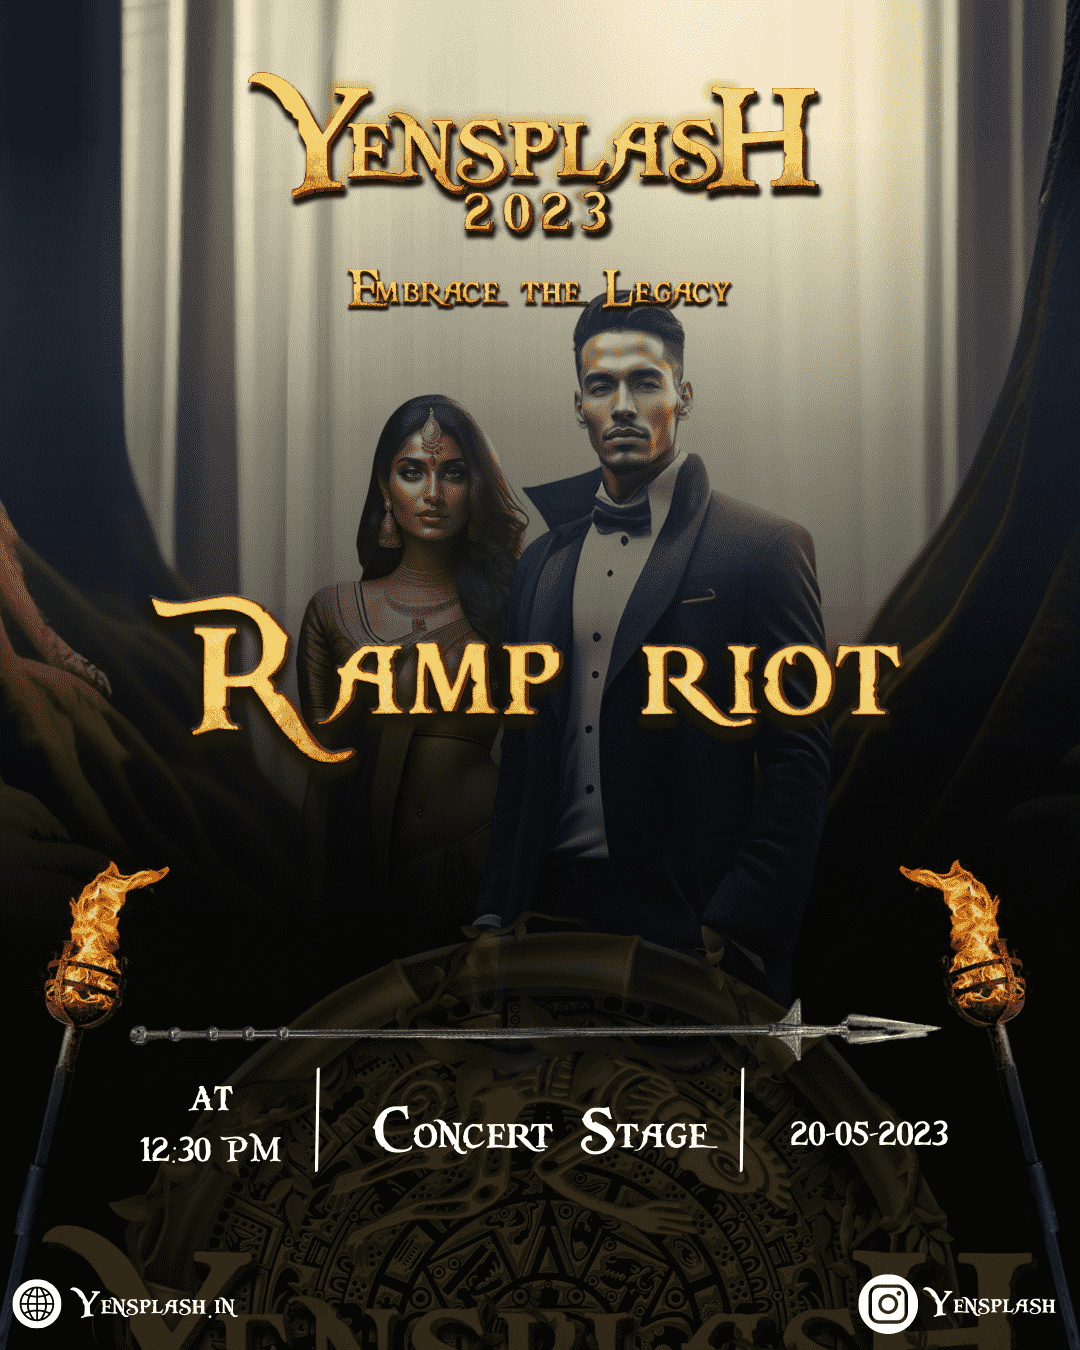 YENSPLASH
2023
EMBRACE THE LEGACY
RAMP RIOT
AT
12:30 PM
CONCERT STAGE
20-05-2023
YENSPLASH.IN
YENSPLASH
YENSPLASH